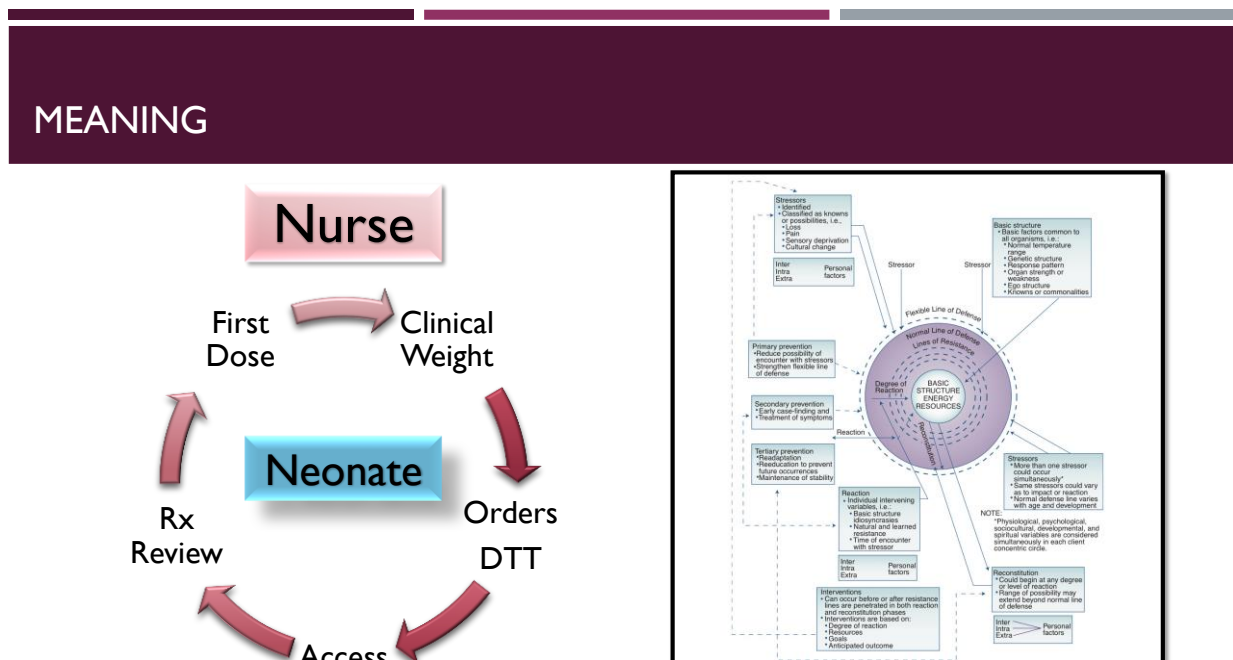 MEANING
Nurse
First
Dose
Clinical
Weight
Neonate
Rx
Review
Orders
DTT
Access
Stressors
• Identified
• Classified as knowns
or possibilities, i.e.,
• Loss
• Pain
• Sensory deprivation
• Cultural change
Inter
Intra
Extra
Personal
factors
Stressor
Stressor
Basic structure
• Basic factors common to
all organisms, i.e.:
• Normal temperature
range
• Genetic structure
• Response pattern
• Organ strength or
weakness
• Ego structure
• Knowns or commonalities
Flexible Line of Defense
Normal Line of Defense
Lines of Resistance
Degree of
Reaction
BASIC
STRUCTURE
ENERGY
RESOURCES
Reconstitution
Primary prevention
•Reduce possibility of
encounter with stressors
•Strengthen flexible line
of defense
Secondary prevention
•Early case-finding and
•Treatment of symptoms
Reaction
Tertiary prevention
•Readaptation
•Reeducation to prevent
future occurrences
•Maintenance of stability
Reaction
• Individual intervening
variables, i.e.:
• Basic structure
idiosyncrasies
• Natural and learned
resistance
• Time of encounter
with stressor
Inter
Intra
Extra
Personal
factors
Stressors
• More than one stressor
could occur
simultaneously*
• Same stressors could vary
as to impact or reaction
• Normal defense line varies
with age and development
NOTE:
*Physiological, psychological,
sociocultural, developmental, and
spiritual variables are considered
simultaneously in each client
concentric circle.
Interventions
• Can occur before or after resistance
lines are penetrated in both reaction
and reconstitution phases
• Interventions are based on:
• Degree of reaction
• Resources
• Goals
• Anticipated outcome
Reconstitution
• Could begin at any degree
or level of reaction
• Range of possibility may
extend beyond normal line
of defense
Inter
Intra
Extra
Personal
factors